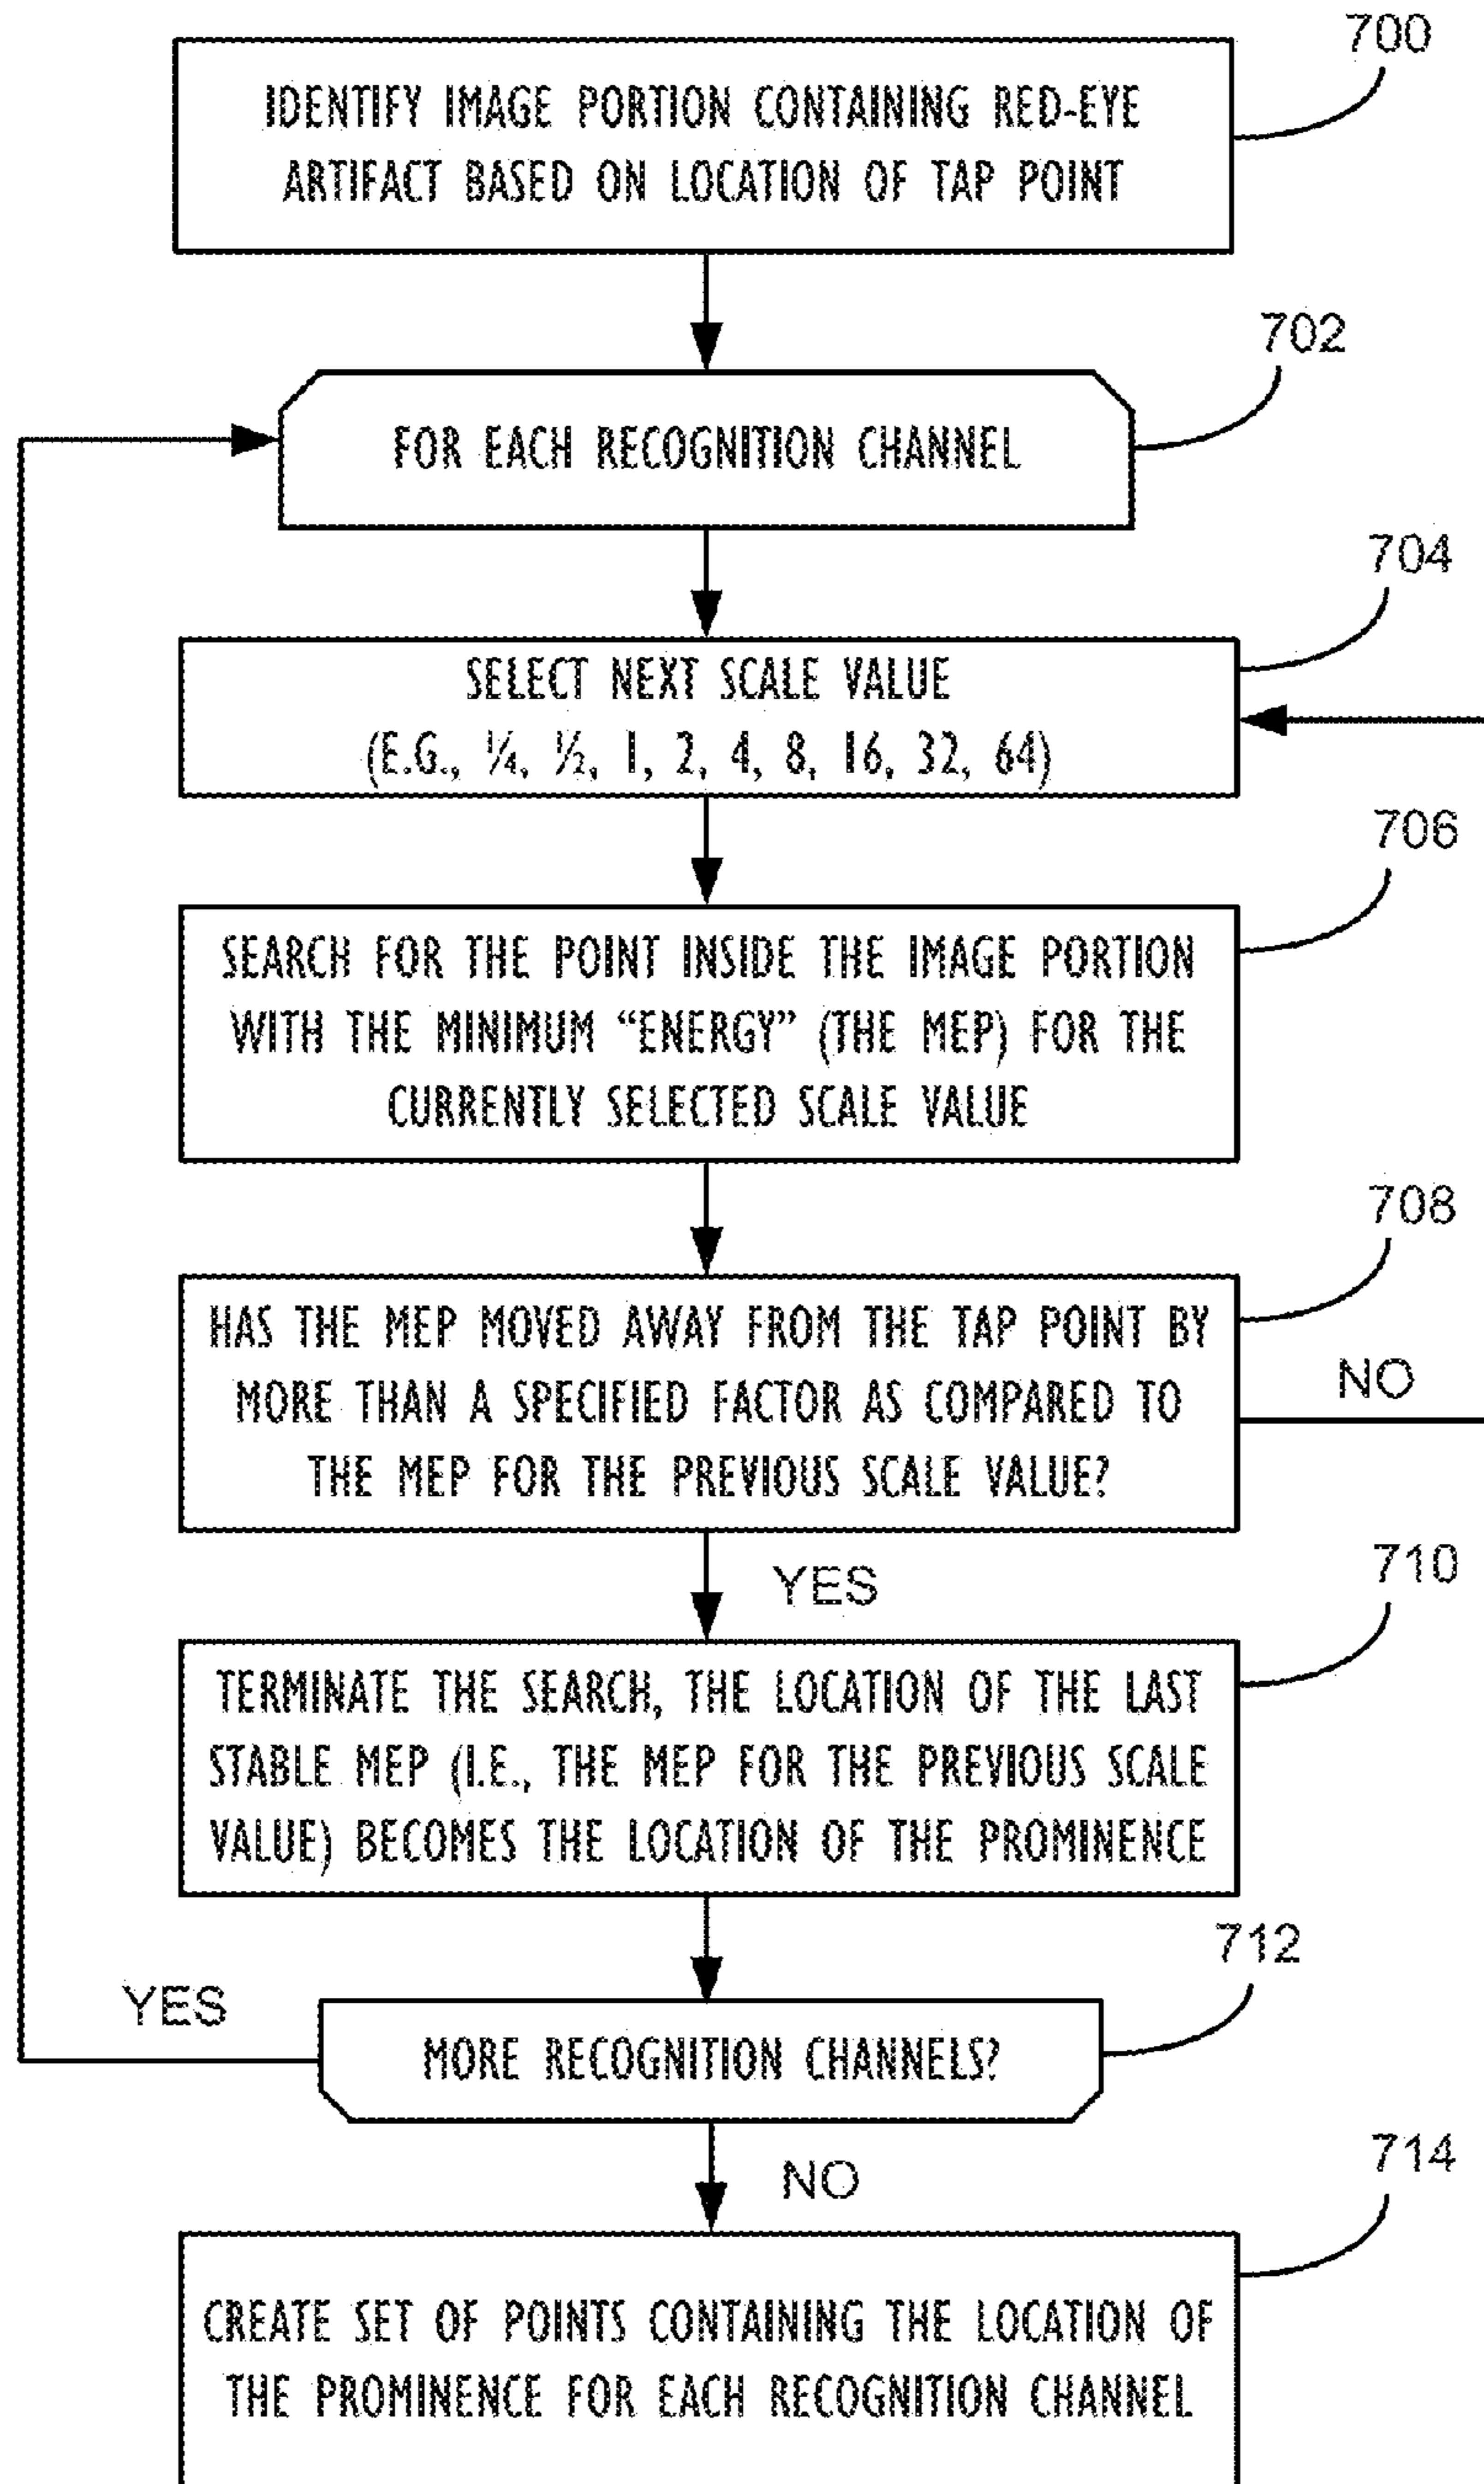 700
IDENTIFY IMAGE PORTION CONTAINING RED-EYE
ARTIFACT BASED ON LOCATION OF TAP POINT
702
FOR EACH RECOGNITION CHANNEL
704
SELECT NEXT SCALE VALUE
(E.G., ¼, ½, 1, 2, 4, 8, 16, 32, 64)
706
SEARCH FOR THE POINT INSIDE THE IMAGE PORTION
WITH THE MINIMUM “ENERGY” (THE MEP) FOR THE
CURRENTLY SELECTED SCALE VALUE
708
HAS THE MEP MOVED AWAY FROM THE TAP POINT BY
MORE THAN A SPECIFIED FACTOR AS COMPARED TO
THE MEP FOR THE PREVIOUS SCALE VALUE?
NO
YES
710
TERMINATE THE SEARCH, THE LOCATION OF THE LAST
STABLE MEP (I.E., THE MEP FOR THE PREVIOUS SCALE
VALUE) BECOMES THE LOCATION OF THE PROMINENCE
712
YES
MORE RECOGNITION CHANNELS?
NO
714
CREATE SET OF POINTS CONTAINING THE LOCATION OF
THE PROMINENCE FOR EACH RECOGNITION CHANNEL